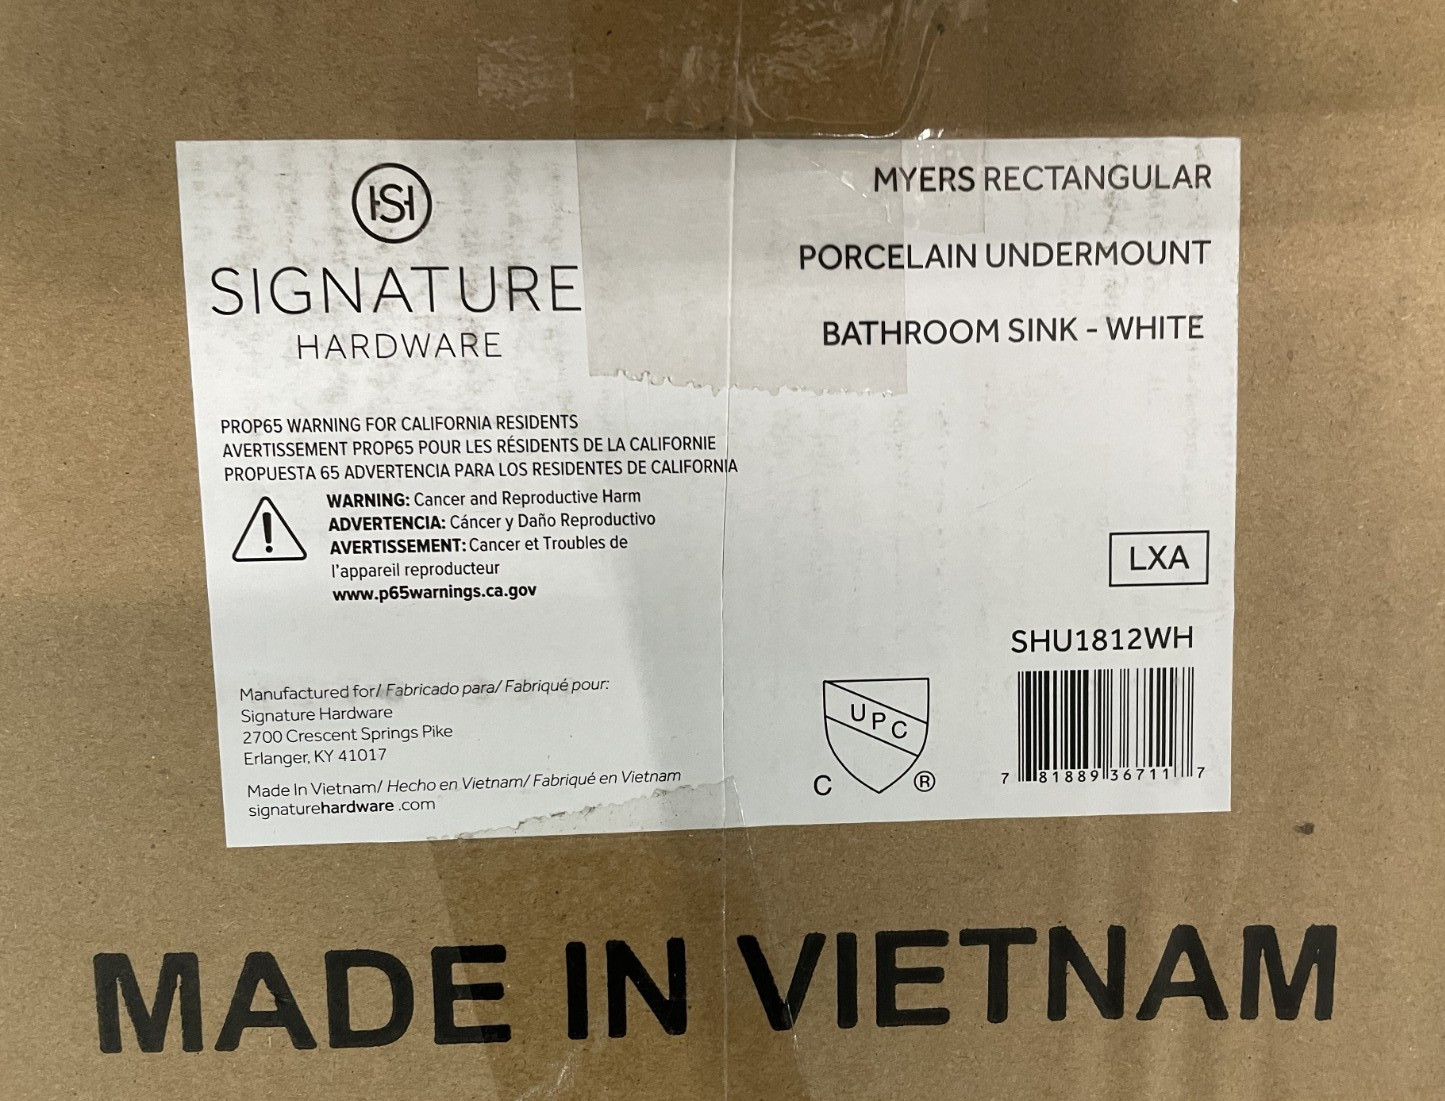 SH
SIGNATURE
HARDWARE
MYERS RECTANGULAR
PORCELAIN UNDERMOUNT
BATHROOM SINK - WHITE
PROP65 WARNING FOR CALIFORNIA RESIDENTS
AVERTISSEMENT PROP65 POUR LES RÉSIDENTS DE LA CALIFORNIE
PROPUESTA 65 ADVERTENCIA PARA LOS RESIDENTES DE CALIFORNIA
WARNING: Cancer and Reproductive Harm
ADVERTENCIA: Cáncer y Daño Reproductivo
AVERTISSEMENT: Cancer et Troubles de
l'appareil reproducteur
www.p65warnings.ca.gov
LXA
SHU1812WH
Manufactured for/ Fabricado para/ Fabriqué pour:
Signature Hardware
2700 Crescent Springs Pike
Erlanger, KY 41017
Made In Vietnam/ Hecho en Vietnam/ Fabriqué en Vietnam
signaturehardware .com
UPC
C ®
7 81889 36711 7
MADE IN VIETNAM